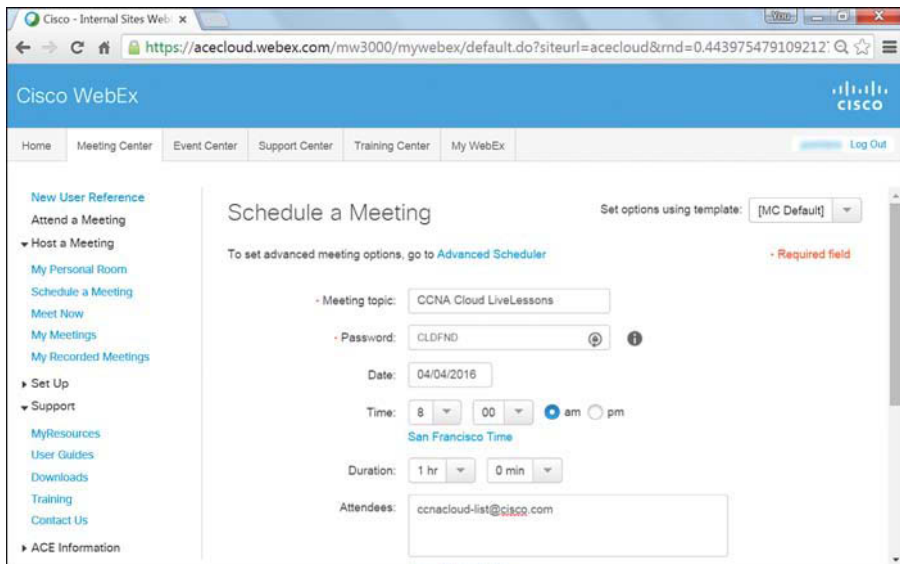 Cisco - Internal Sites Web
https://acecloud.webex.com/mw3000/mywebex/default.do?siteurl=acecloud&rnd=0.443975479109212
Cisco WebEx
CISCO
Home Meeting Center Event Center Support Center Training Center My WebEx
Log Out
New User Reference
Attend a Meeting
Host a Meeting
My Personal Room
Schedule a Meeting
Meet Now
My Meetings
My Recorded Meetings
Set Up
Support
MyResources
User Guides
Downloads
Training
Contact Us
ACE Information
Schedule a Meeting
Set options using template: [MC Default]
To set advanced meeting options, go to Advanced Scheduler
- Required field
- Meeting topic: CCNA Cloud LiveLessons
- Password: CLDFND
Date: 04/04/2016
Time: 8 00 am pm
San Francisco Time
Duration: 1 hr 0 min
Attendees: ccnacloud-list@cisco.com